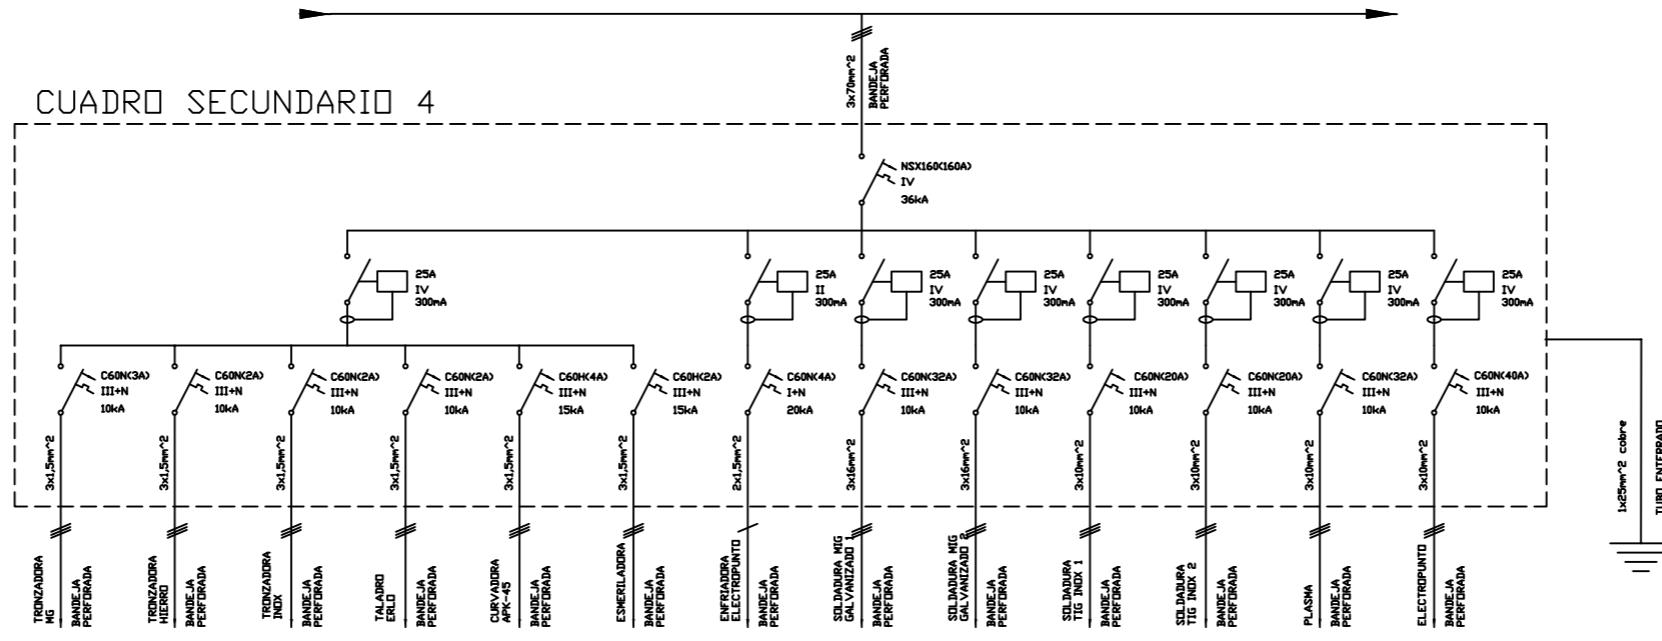 3x70mm^2
BANDEJA
PERFORADA
CUADRO SECUNDARIO 4
NSX160(160A)
IV
36kA
25A
IV
300mA
25A
II
300mA
25A
IV
300mA
25A
IV
300mA
25A
IV
300mA
25A
IV
300mA
25A
IV
300mA
25A
IV
300mA
C60N(3A)
III+N
10kA
C60N(2A)
III+N
10kA
C60N(2A)
III+N
10kA
C60N(2A)
III+N
10kA
C60H(4A)
III+N
15kA
C60H(2A)
III+N
15kA
C60N(4A)
I+N
20kA
C60N(32A)
III+N
10kA
C60N(32A)
III+N
10kA
C60N(20A)
III+N
10kA
C60N(20A)
III+N
10kA
C60N(32A)
III+N
10kA
C60N(40A)
III+N
10kA
3x1,5mm^2
3x1,5mm^2
3x1,5mm^2
3x1,5mm^2
3x1,5mm^2
3x1,5mm^2
2x1,5mm^2
3x16mm^2
3x16mm^2
3x10mm^2
3x10mm^2
3x10mm^2
3x10mm^2
1x25mm^2 cobre
TUBO ENTERRADO
TRONZADORA
MG
BANDEJA
PERFORADA
TRONZADORA
HIERRO
BANDEJA
PERFORADA
TRONZADORA
INOX
BANDEJA
PERFORADA
TALADRO
ERLO
BANDEJA
PERFORADA
CURVADORA
APK-45
BANDEJA
PERFORADA
ESMERILADORA
BANDEJA
PERFORADA
ENFRIADORA
ELECTROPUNTO
BANDEJA
PERFORADA
SOLDADURA MIG
GALVANIZADO 1
BANDEJA
PERFORADA
SOLDADURA MIG
GALVANIZADO 2
BANDEJA
PERFORADA
SOLDADURA
TIG INOX 1
BANDEJA
PERFORADA
SOLDADURA
TIG INOX 2
BANDEJA
PERFORADA
PLASMA
BANDEJA
PERFORADA
ELECTROPUNTO
BANDEJA
PERFORADA